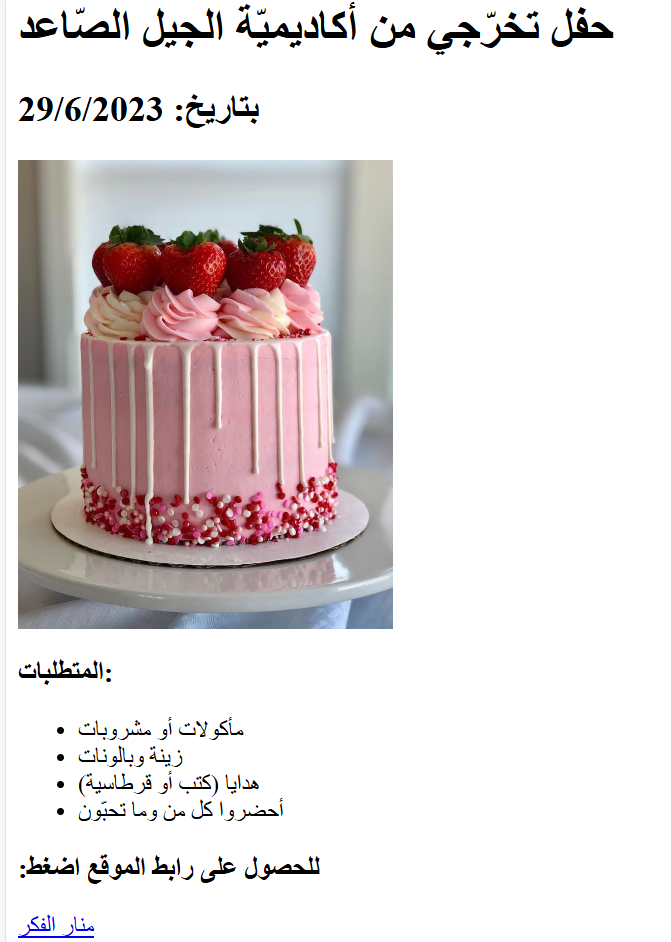 حفل تخرّجي من أكاديميّة الجيل الصّاعد
بتاريخ: 29/6/2023
المتطلبات:
مأكولات أو مشروبات
زينة وبالونات
هدايا (كتب أو قرطاسية)
أحضروا كل من وما تحبّون
للحصول على رابط الموقع اضغط:
منار الفكر